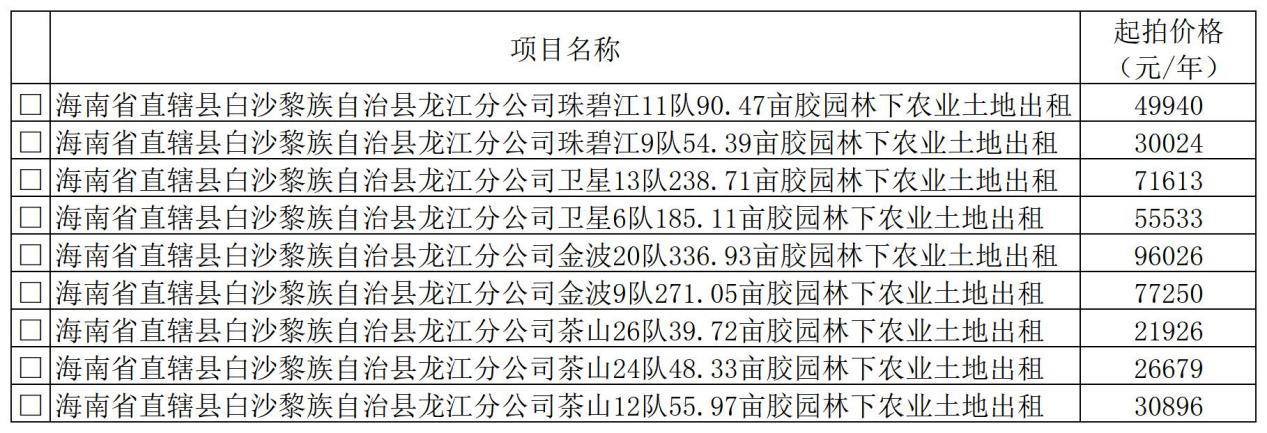 项目名称
起拍价格
（元/年）
□ 海南省直辖县白沙黎族自治县龙江分公司珠碧江11队90.47亩胶园林下农业土地出租 49940
□ 海南省直辖县白沙黎族自治县龙江分公司珠碧江9队54.39亩胶园林下农业土地出租 30024
□ 海南省直辖县白沙黎族自治县龙江分公司卫星13队238.71亩胶园林下农业土地出租 71613
□ 海南省直辖县白沙黎族自治县龙江分公司卫星6队185.11亩胶园林下农业土地出租 55533
□ 海南省直辖县白沙黎族自治县龙江分公司金波20队336.93亩胶园林下农业土地出租 96026
□ 海南省直辖县白沙黎族自治县龙江分公司金波9队271.05亩胶园林下农业土地出租 77250
□ 海南省直辖县白沙黎族自治县龙江分公司茶山26队39.72亩胶园林下农业土地出租 21926
□ 海南省直辖县白沙黎族自治县龙江分公司茶山24队48.33亩胶园林下农业土地出租 26679
□ 海南省直辖县白沙黎族自治县龙江分公司茶山12队55.97亩胶园林下农业土地出租 30896